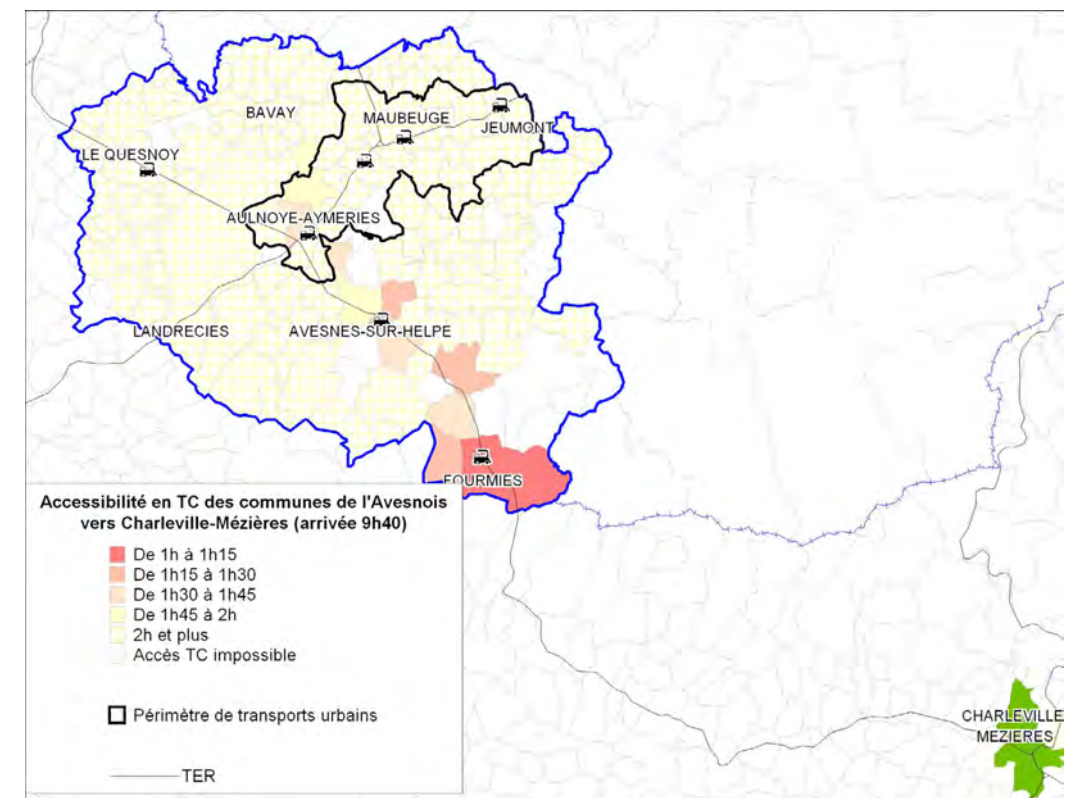 BAVAY
MAUBEUGE
JEUMONT
LE QUESNOY
AULNOYE-AYMERIES
LANDRECIES
AVESNES-SUR-HELPE
FOURMIES
Accessibilité en TC des communes de l'Avesnois
vers Charleville-Mézières (arrivée 9h40)
De 1h à 1h15
De 1h15 à 1h30
De 1h30 à 1h45
De 1h45 à 2h
2h et plus
Accès TC impossible
Périmètre de transports urbains
TER
CHARLEVILLE
MEZIERES